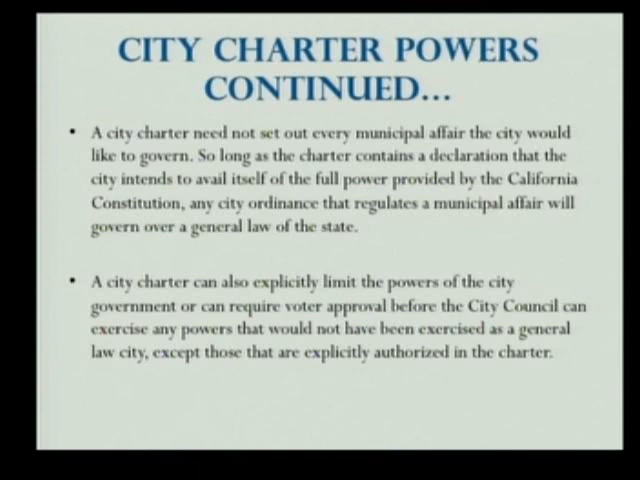 CITY CHARTER POWERS
CONTINUED...
• A city charter need not set out every municipal affair the city would
like to govern. So long as the charter contains a declaration that the
city intends to avail itself of the full power provided by the California
Constitution, any city ordinance that regulates a municipal affair will
govern over a general law of the state.
• A city charter can also explicitly limit the powers of the city
government or can require voter approval before the City Council can
exercise any powers that would not have been exercised as a general
law city, except those that are explicitly authorized in the charter.